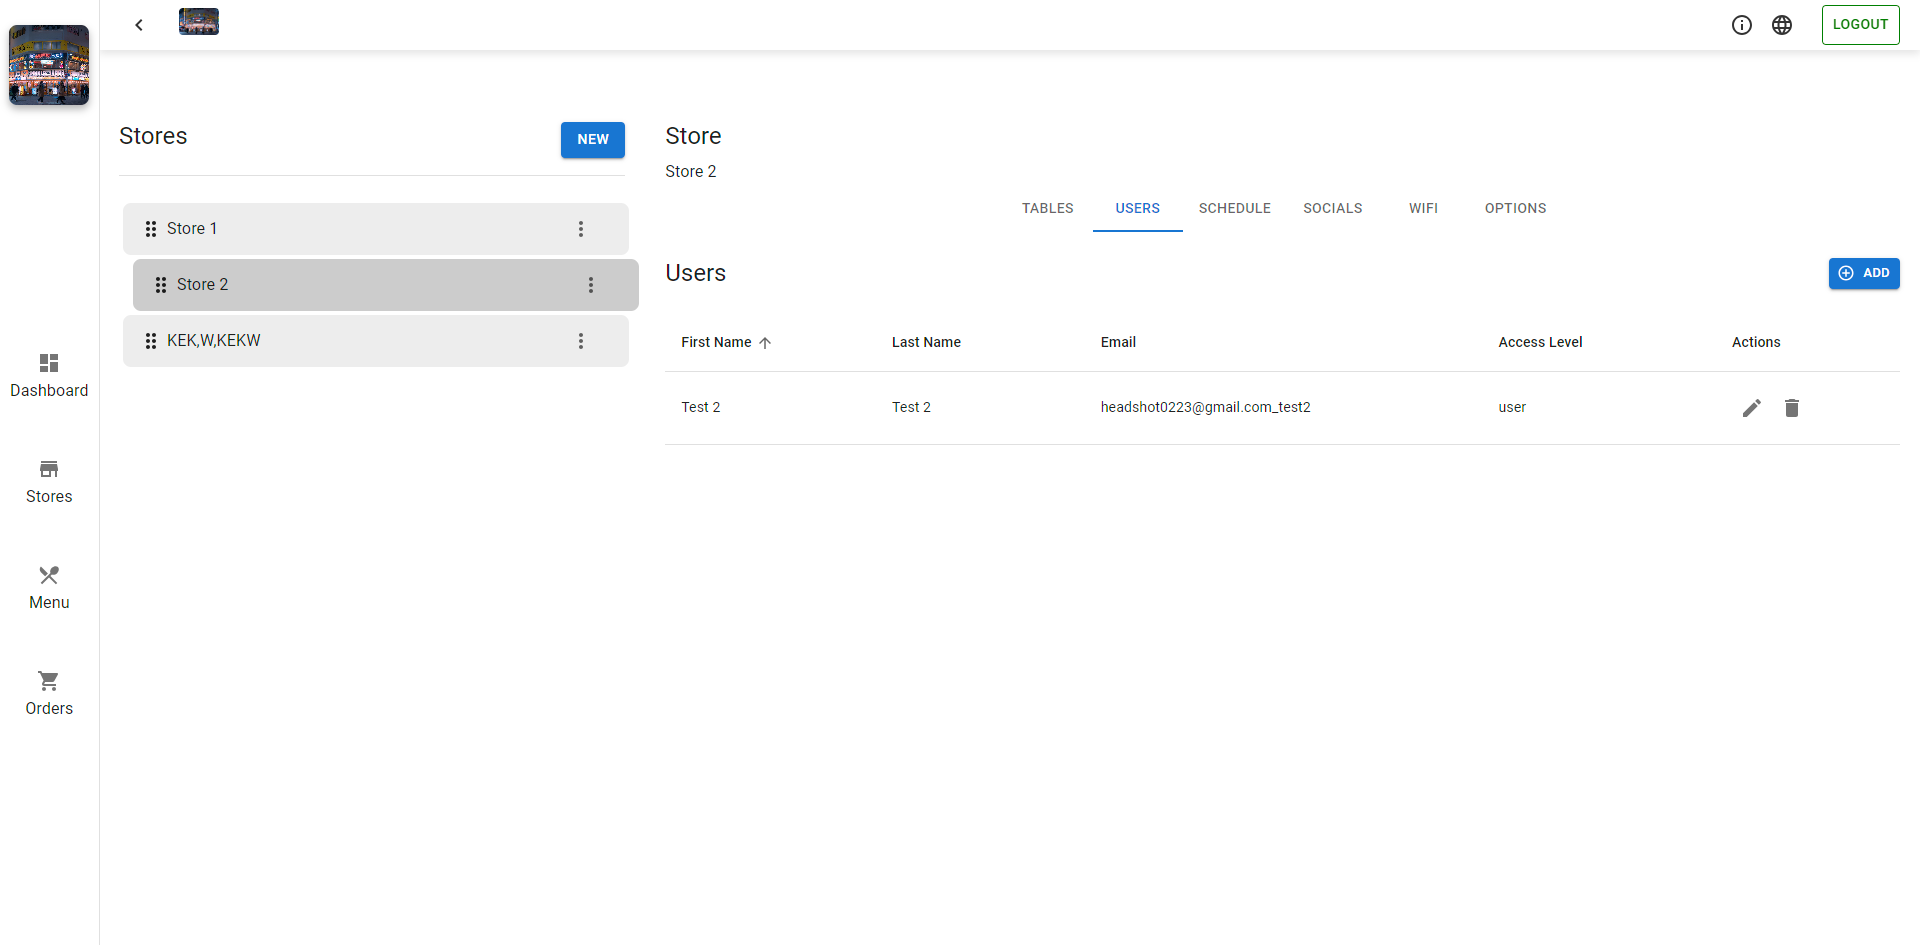 LOGOUT
Stores
NEW
Store 1
Store 2
KEK,W,KEKW
Dashboard
Stores
Menu
Orders
Store
Store 2
TABLES USERS SCHEDULE SOCIALS WIFI OPTIONS
Users
ADD
First Name Last Name Email Access Level Actions
Test 2 Test 2 headshot0223@gmail.com_test2 user